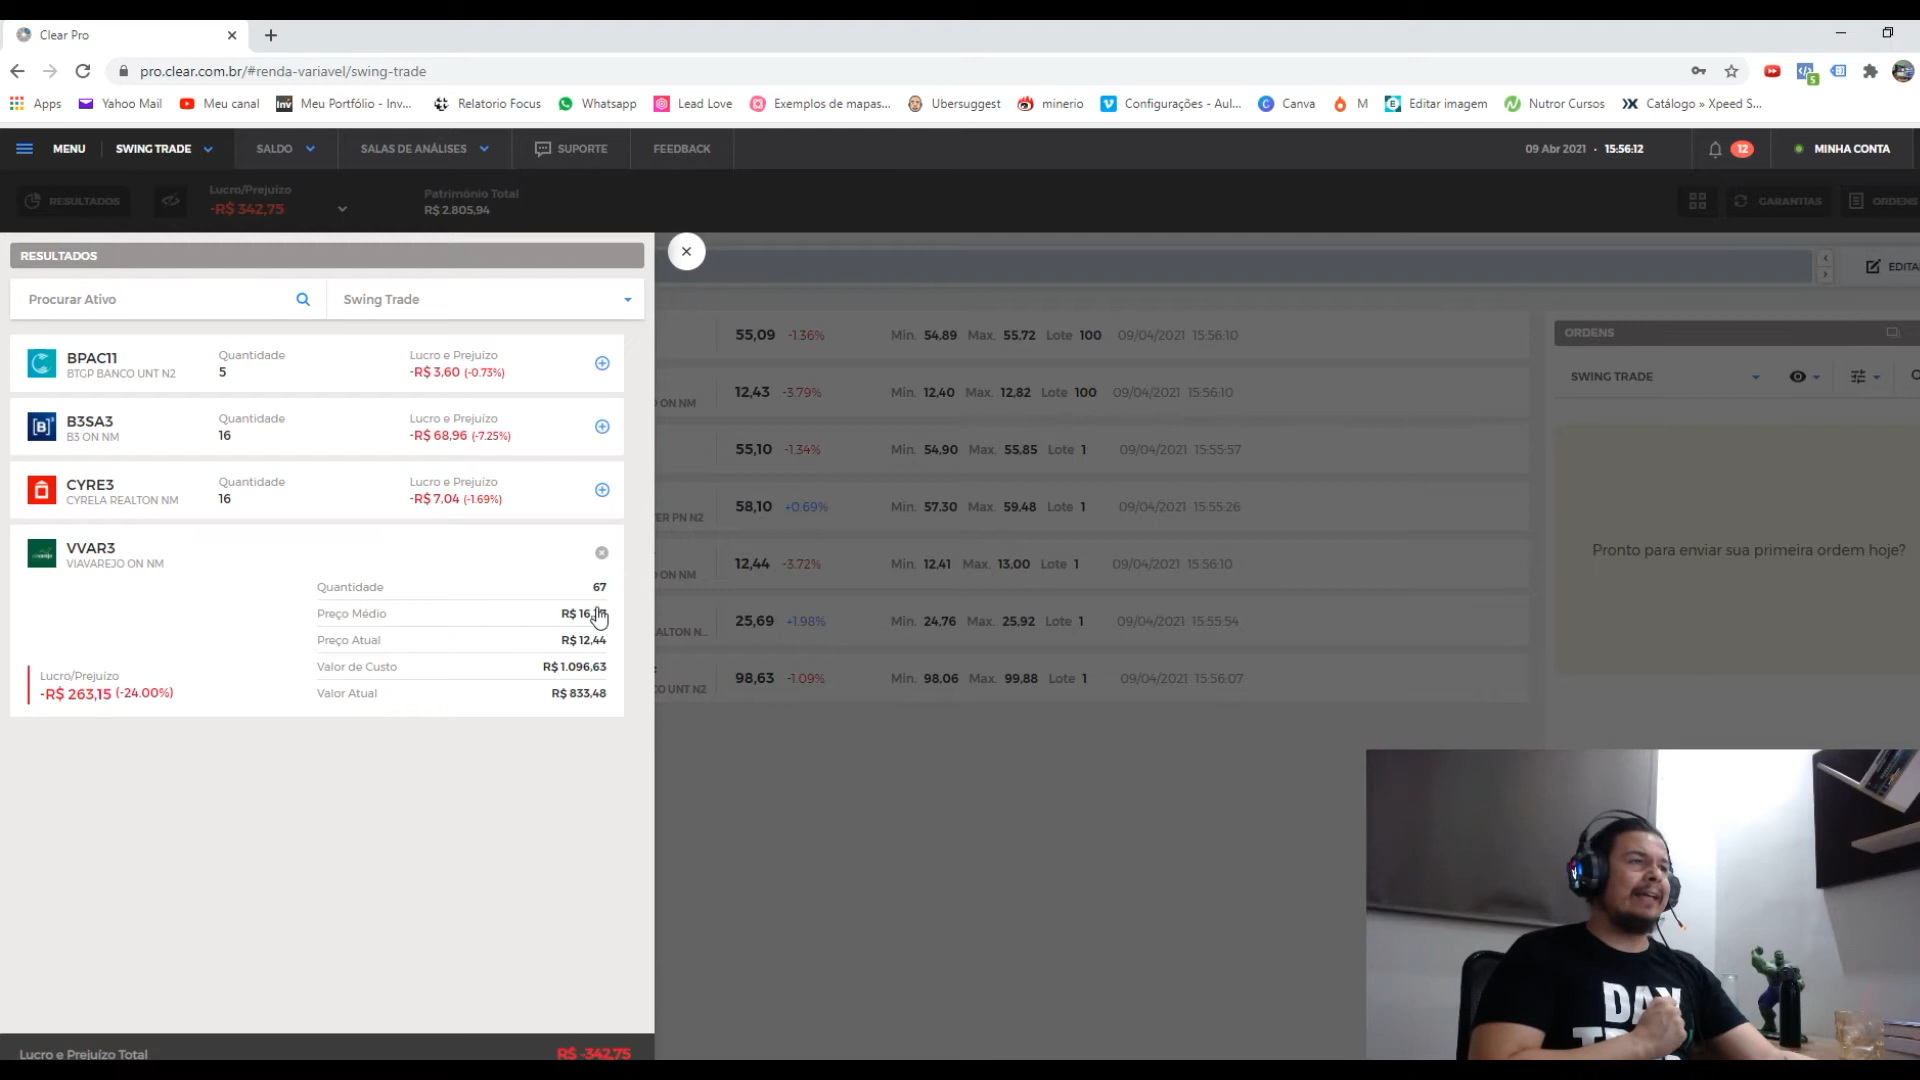 Clear Pro
pro.clear.com.br/#renda-variavel/swing-trade
5
Apps Yahoo Mail Meu canal Meu Portfólio - Inv... Relatorio Focus Whatsapp Lead Love Exemplos de mapas... Ubersuggest minerio Configurações - Aul... Canva M Editar imagem Nutror Cursos Catálogo » Xpeed S...
MENU SWING TRADE SALDO SALAS DE ANÁLISES SUPORTE FEEDBACK 09 Abr 2021 · 15:56:12 12 MINHA CONTA
RESULTADOS
Lucro/Prejuízo
-R$ 342,75
Patrimônio Total
R$ 2.805,94
GARANTIAS ORDENS
RESULTADOS
Procurar Ativo Swing Trade
BPAC11
BTGP BANCO UNT N2
Quantidade
5
Lucro e Prejuízo
-R$ 3,60 (-0.73%)
B3SA3
B3 ON NM
Quantidade
16
Lucro e Prejuízo
-R$ 68,96 (-7.25%)
CYRE3
CYRELA REALTON NM
Quantidade
16
Lucro e Prejuízo
-R$ 7,04 (-1.69%)
VVAR3
VIAVAREJO ON NM
Quantidade 67
Preço Médio R$ 16,
Preço Atual R$ 12,44
Valor de Custo R$ 1.096,63
Valor Atual R$ 833,48
Lucro/Prejuízo
-R$ 263,15 (-24.00%)
Lucro e Prejuízo Total R$ -342,75
EDITA
55,09 -1.36% Min. 54,89 Max. 55,72 Lote 100 09/04/2021 15:56:10
12,43 -3.79% Min. 12,40 Max. 12,82 Lote 100 09/04/2021 15:56:10
O ON NM
55,10 -1.34% Min. 54,90 Max. 55,85 Lote 1 09/04/2021 15:55:57
58,10 +0.69% Min. 57,30 Max. 59,48 Lote 1 09/04/2021 15:55:26
TER PN N2
12,44 -3.72% Min. 12,41 Max. 13,00 Lote 1 09/04/2021 15:56:10
O ON NM
25,69 +1.98% Min. 24,76 Max. 25,92 Lote 1 09/04/2021 15:55:54
ALTON N...
98,63 -1.09% Min. 98,06 Max. 99,88 Lote 1 09/04/2021 15:56:07
O UNT N2
ORDENS
SWING TRADE
Pronto para enviar sua primeira ordem hoje?
DAY